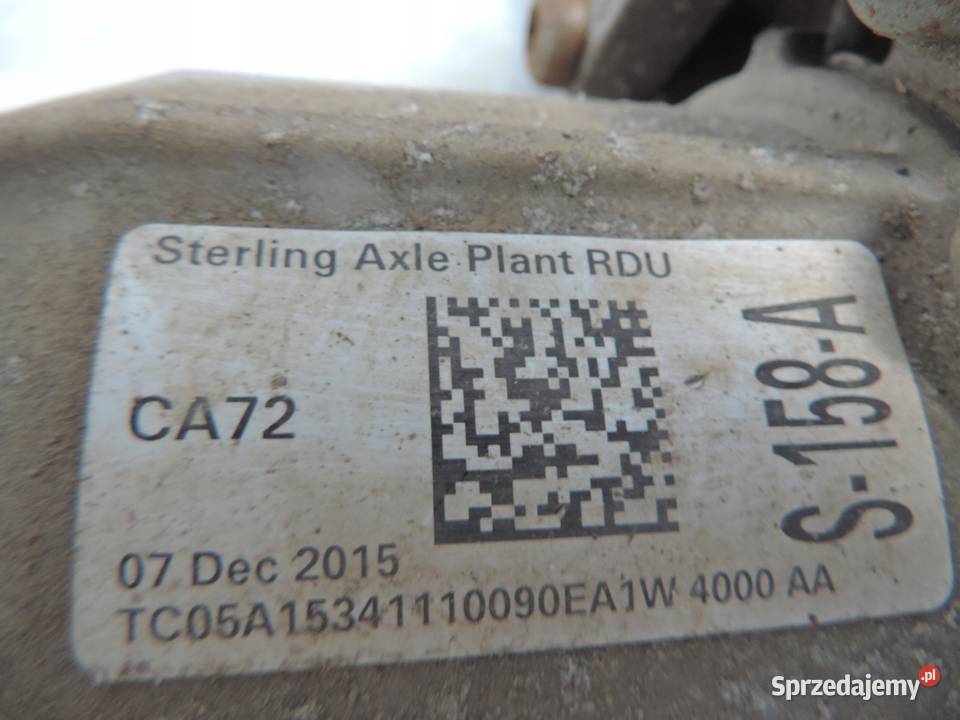 Sterling Axle Plant RDU
CA72
S-158-A
07 Dec 2015
TC05A15341110090EA1W 4000 AA
Sprzedajemy.pl